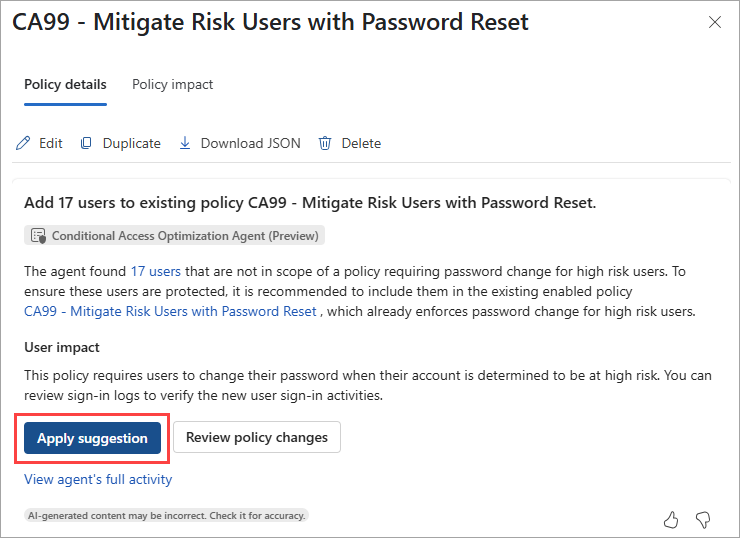 CA99 - Mitigate Risk Users with Password Reset
Policy details Policy impact
Edit Duplicate Download JSON Delete
Add 17 users to existing policy CA99 - Mitigate Risk Users with Password Reset.
Conditional Access Optimization Agent (Preview)
The agent found 17 users that are not in scope of a policy requiring password change for high risk users. To
ensure these users are protected, it is recommended to include them in the existing enabled policy
CA99 - Mitigate Risk Users with Password Reset , which already enforces password change for high risk users.
User impact
This policy requires users to change their password when their account is determined to be at high risk. You can
review sign-in logs to verify the new user sign-in activities.
Apply suggestion Review policy changes
View agent's full activity
AI-generated content may be incorrect. Check it for accuracy.